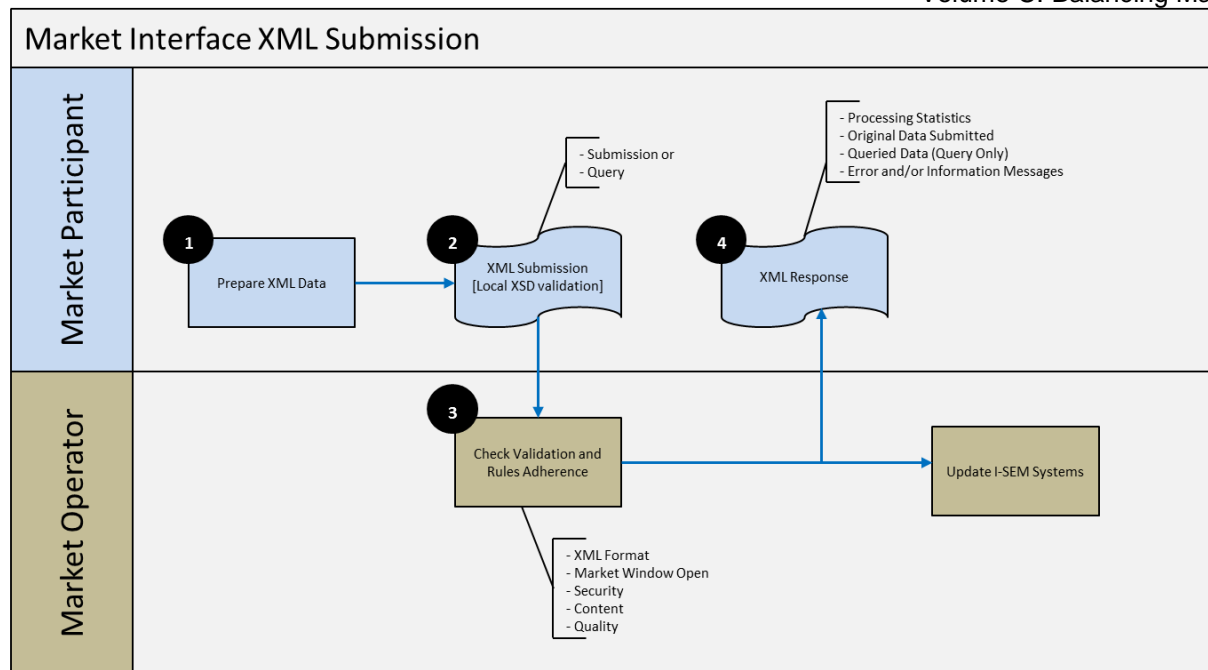 Market Interface XML Submission
Market Participant
- Submission or
- Query
- Processing Statistics
- Original Data Submitted
- Queried Data (Query Only)
- Error and/or Information Messages
1
Prepare XML Data
2
XML Submission
[Local XSD validation]
4
XML Response
Market Operator
3
Check Validation and
Rules Adherence
Update I-SEM Systems
- XML Format
- Market Window Open
- Security
- Content
- Quality